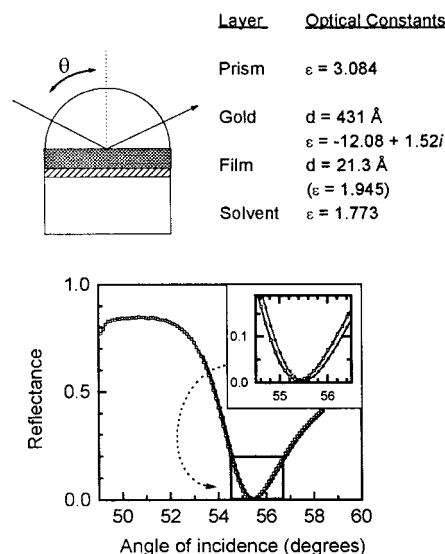 Layer Optical Constants
θ
Prism ε = 3.084
Gold d = 431 Å
ε = -12.08 + 1.52i
Film d = 21.3 Å
(ε = 1.945)
Solvent ε = 1.773
1.0
0.5
0.0
Reflectance
0.1
0.0
55 56
50 52 54 56 58 60
Angle of incidence (degrees)